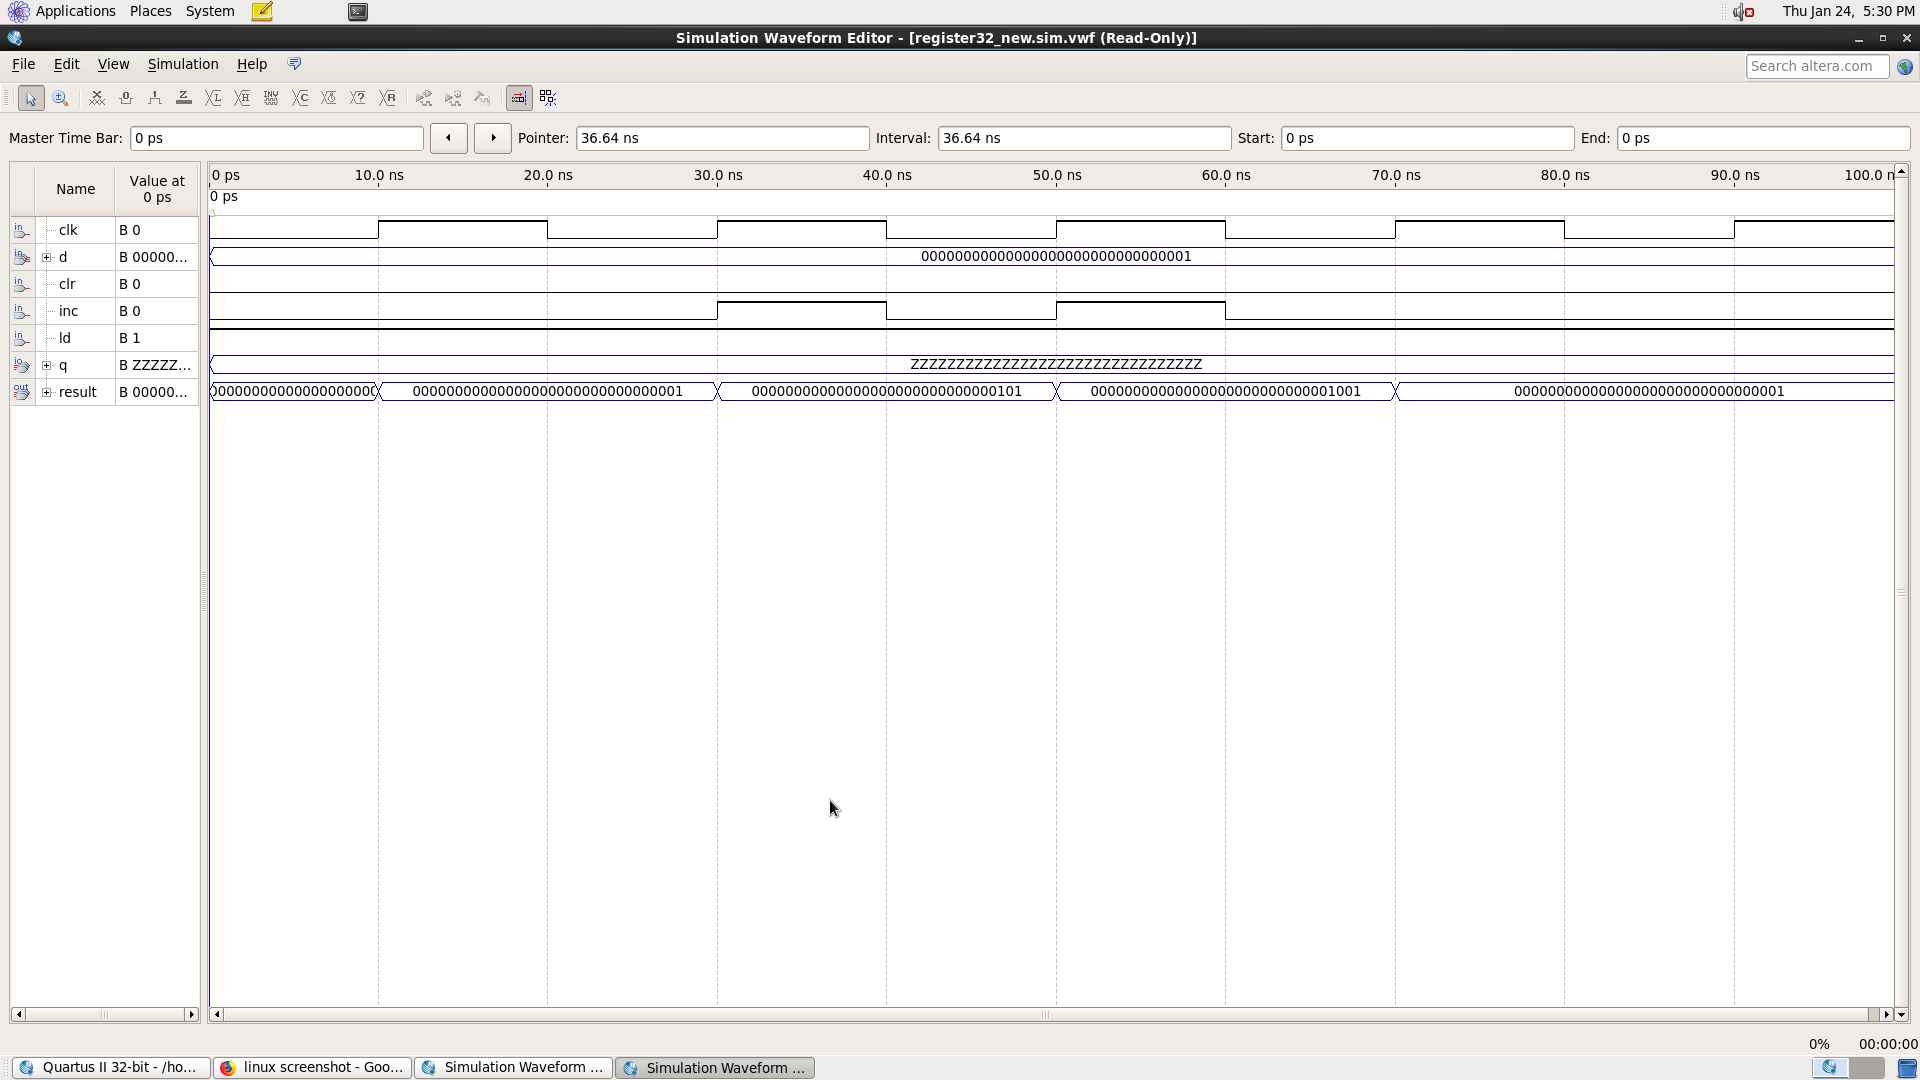 Applications Places System Thu Jan 24, 5:30 PM
Simulation Waveform Editor - [register32_new.sim.vwf (Read-Only)]
File Edit View Simulation Help Search altera.com
Master Time Bar: 0 ps Pointer: 36.64 ns Interval: 36.64 ns Start: 0 ps End: 0 ps
Name Value at 0 ps
0 ps 10.0 ns 20.0 ns 30.0 ns 40.0 ns 50.0 ns 60.0 ns 70.0 ns 80.0 ns 90.0 ns 100.0 n
0 ps
clk B 0
d B 00000... 00000000000000000000000000000001
clr B 0
inc B 0
ld B 1
q B ZZZZZ... ZZZZZZZZZZZZZZZZZZZZZZZZZZZZZZZZ
result B 00000... 00000000000000000000000000000001 00000000000000000000000000000101 00000000000000000000000000001001 00000000000000000000000000000001
0% 00:00:00
Quartus II 32-bit - /ho... linux screenshot - Goo... Simulation Waveform ... Simulation Waveform ...